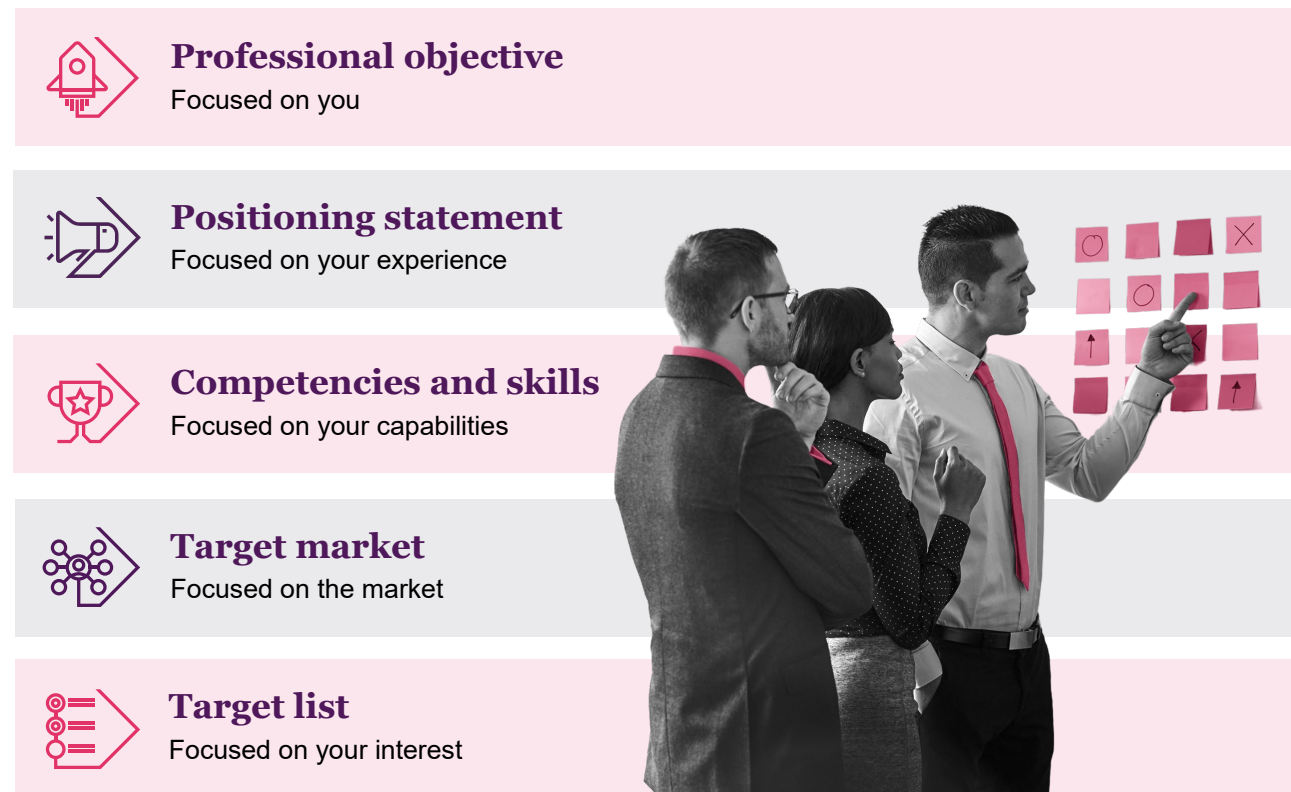 Professional objective
Focused on you
Positioning statement
Focused on your experience
Competencies and skills
Focused on your capabilities
Target market
Focused on the market
Target list
Focused on your interest